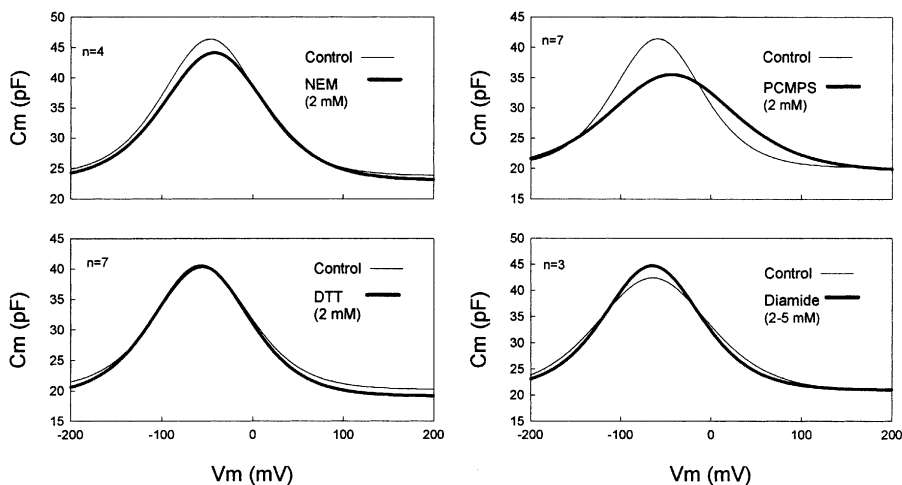 50
45
40
35
30
25
20
Cm (pF)
n=4
Control
NEM
(2 mM)
45
40
35
30
25
20
15
Cm (pF)
n=7
Control
PCMPS
(2 mM)
45
40
35
30
25
20
15
Cm (pF)
n=7
Control
DTT
(2 mM)
-200 -100 0 100 200
Vm (mV)
50
45
40
35
30
25
20
15
Cm (pF)
n=3
Control
Diamide
(2-5 mM)
-200 -100 0 100 200
Vm (mV)